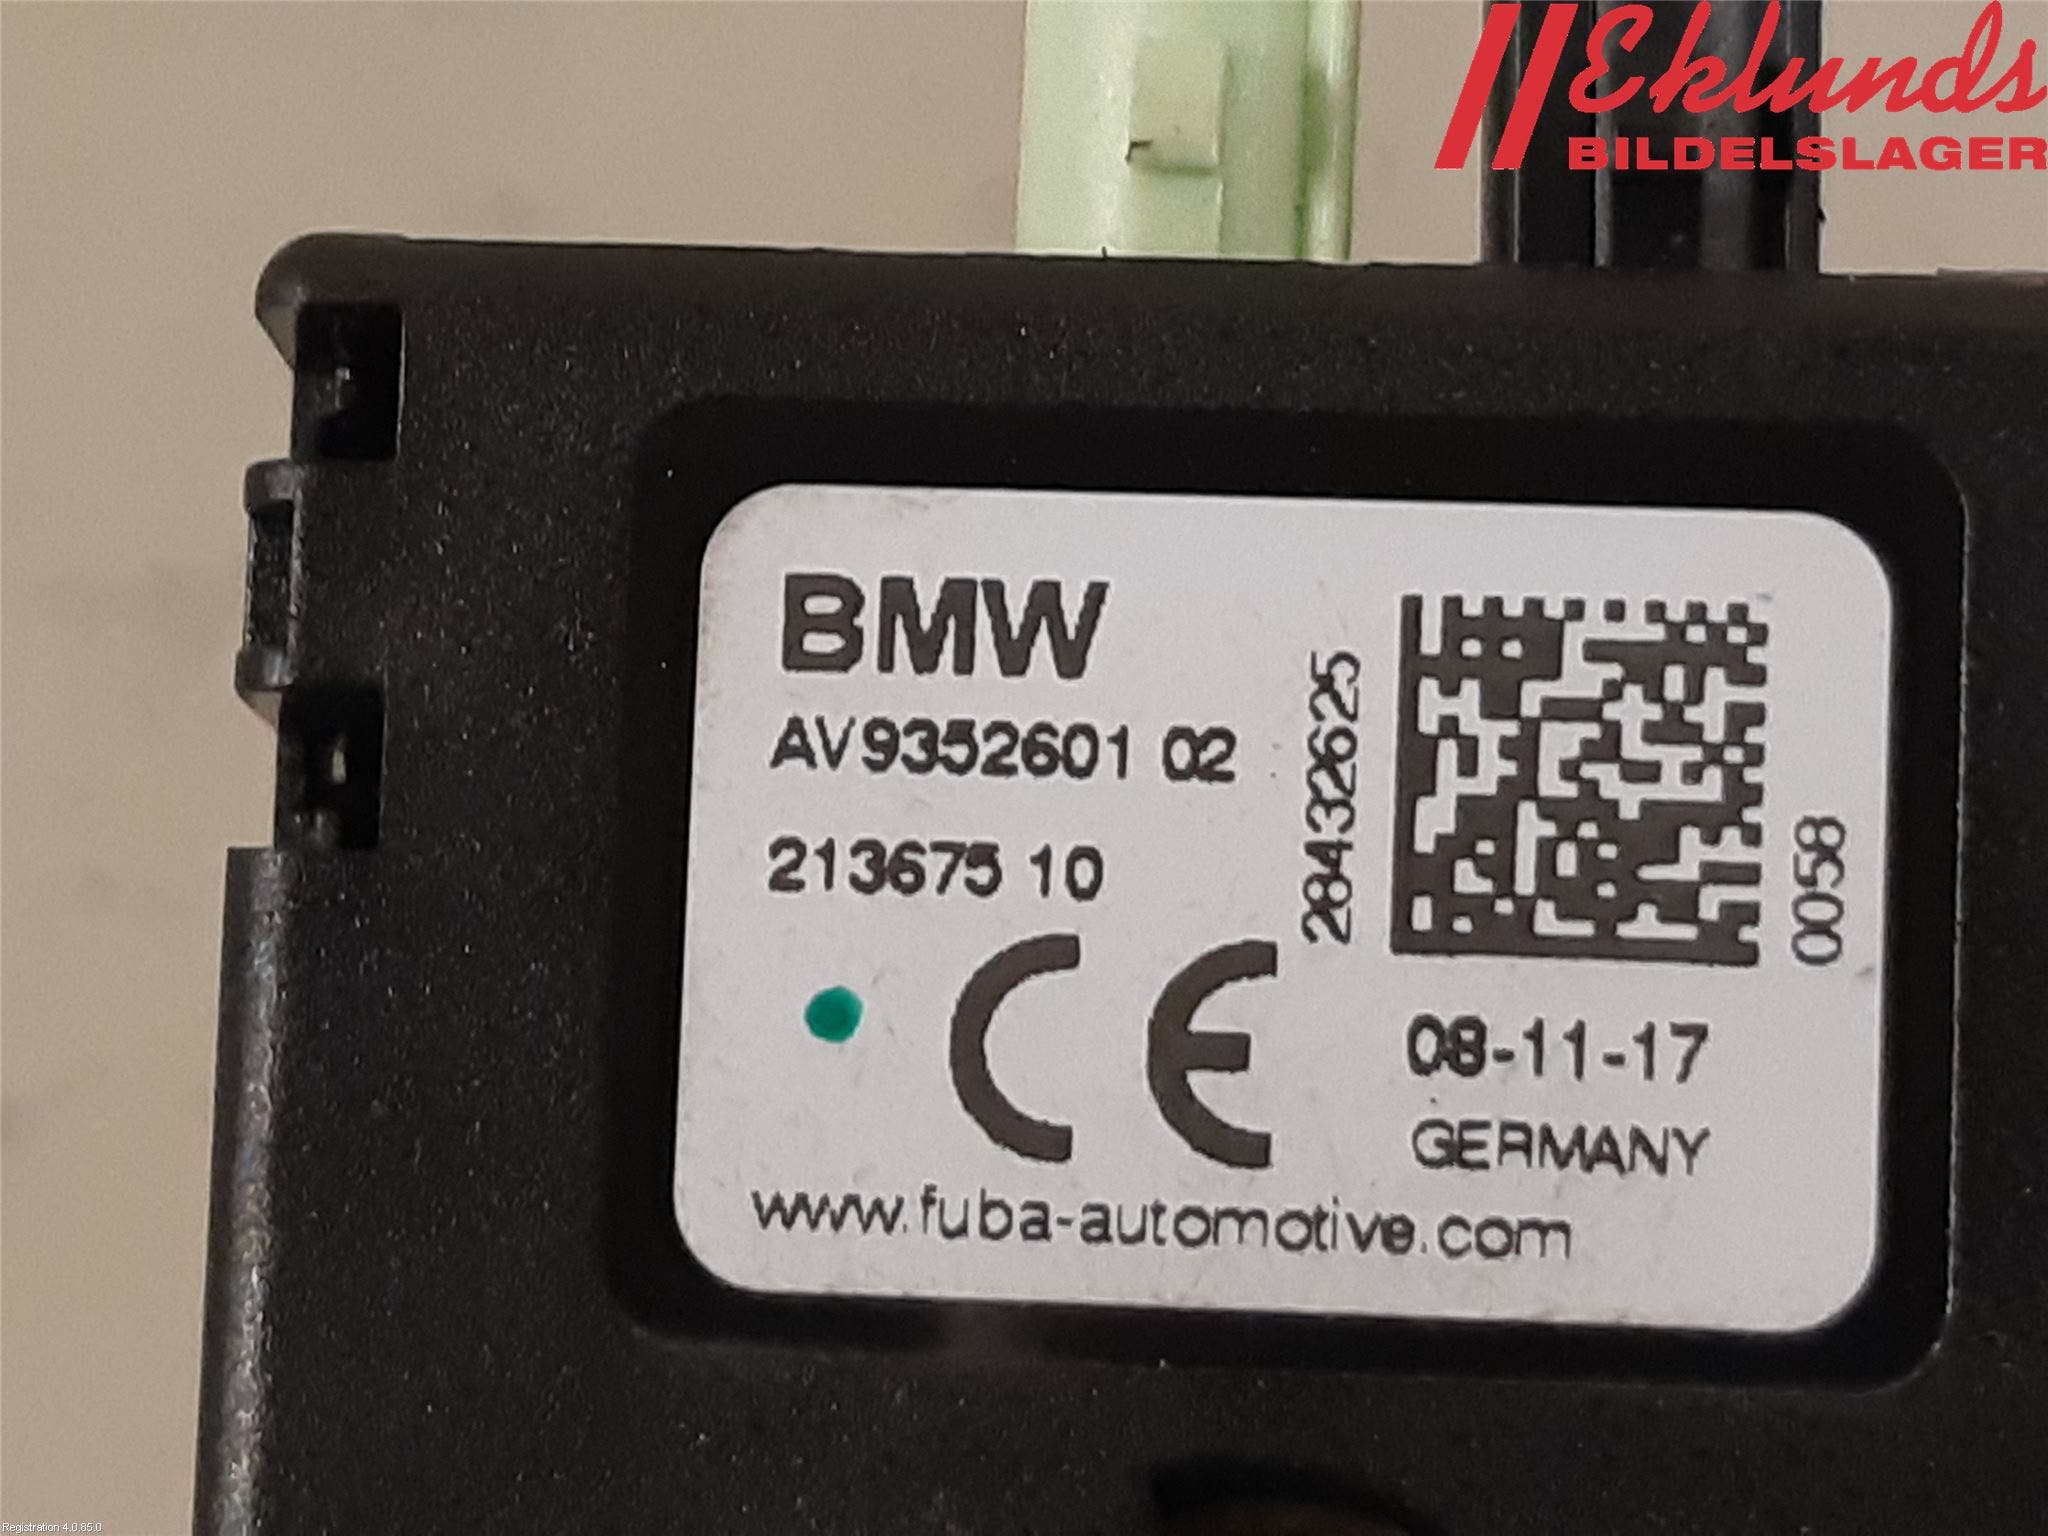 Eklunds
BILDELSLAGER
BMW
AV9352601 02
213675 10
28432625
0058
CE
08-11-17
GERMANY
www.fuba-automotive.com
Registration 4.0.85.0